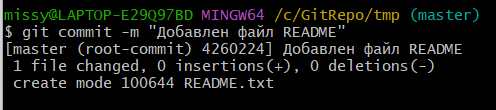 missy@LAPTOP-E29Q97BD MINGW64 /c/GitRepo/tmp (master)
$ git commit -m "Добавлен файл README"
[master (root-commit) 4260224] Добавлен файл README
 1 file changed, 0 insertions(+), 0 deletions(-)
 create mode 100644 README.txt